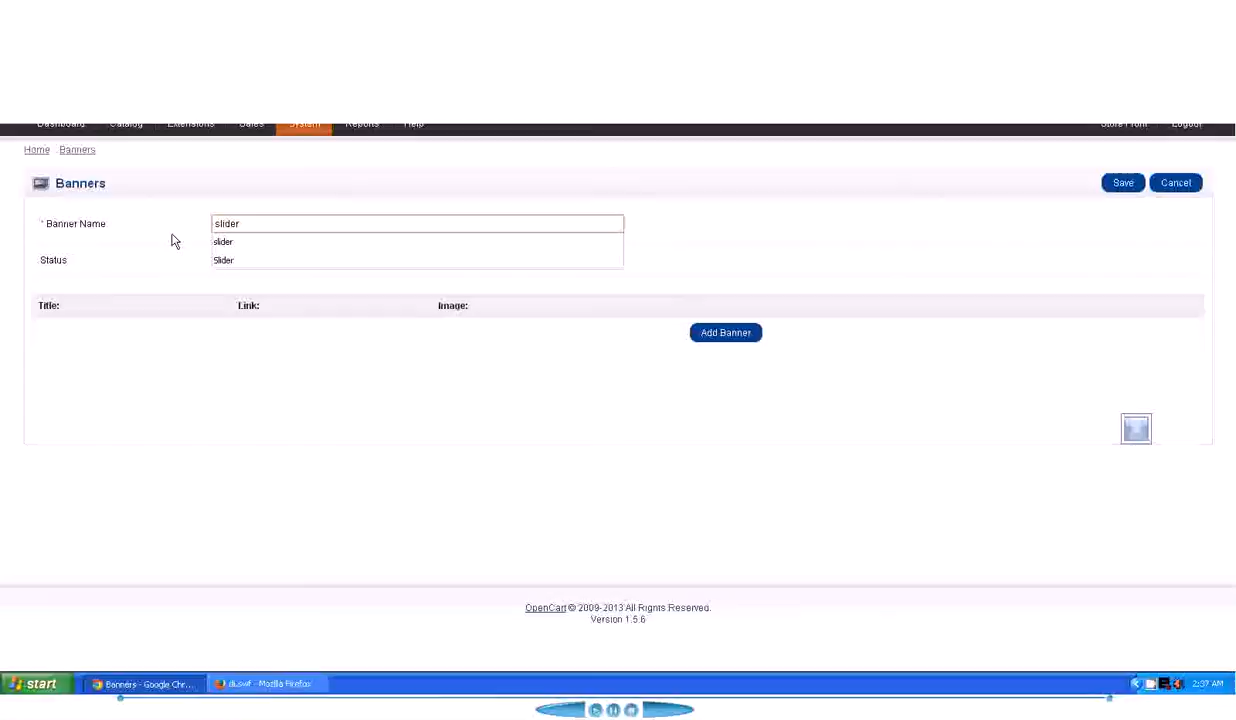 Dashboard Catalog Extensions Sales System Reports Help Store Front Logout
Home :: Banners
Banners Save Cancel
* Banner Name slider
slider
Status
Slider
Title: Link: Image:
Add Banner
OpenCart © 2009-2013 All Rights Reserved.
Version 1.5.6
start Banners - Google Chr... di.swf - Mozilla Firefox 2:37 AM